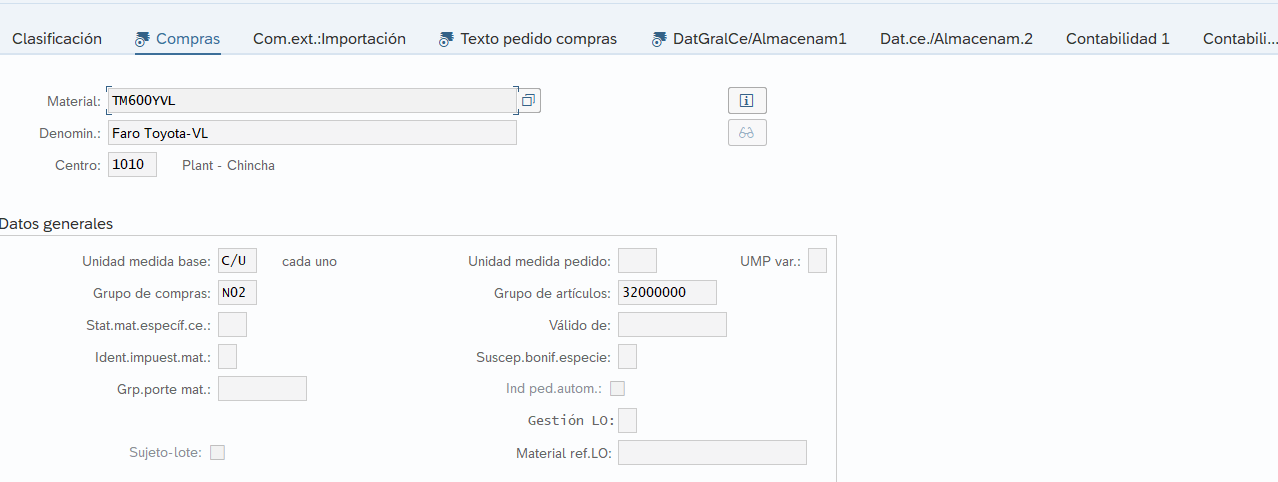 Clasificación Compras Com.ext.:Importación Texto pedido compras DatGralCe/Almacenam1 Dat.ce./Almacenam.2 Contabilidad 1 Contabili...
Material: TM600YVL
Denomin.: Faro Toyota-VL
Centro: 1010 Plant - Chincha
Datos generales
Unidad medida base: C/U cada uno Unidad medida pedido: UMP var.:
Grupo de compras: N02 Grupo de artículos: 32000000
Stat.mat.específ.ce.: Válido de:
Ident.impuest.mat.: Suscep.bonif.especie:
Grp.porte mat.: Ind ped.autom.:
Gestión LO:
Sujeto-lote: Material ref.LO: